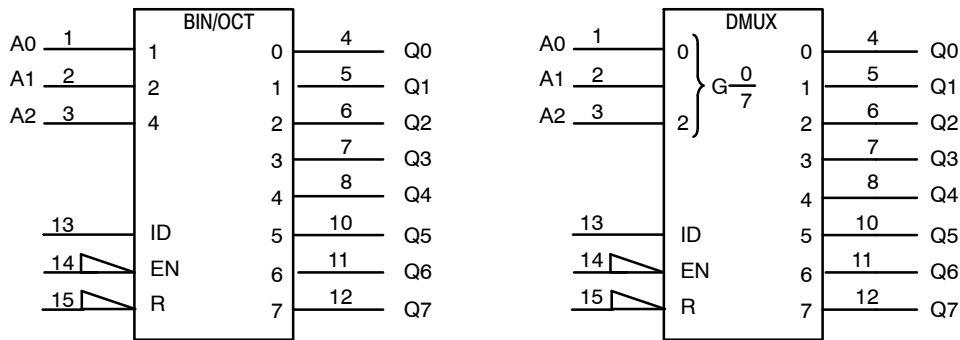 BIN/OCT
A0 1 1 0 4 Q0
A1 2 2 1 5 Q1
A2 3 4 2 6 Q2
3 7 Q3
4 8 Q4
13 ID 5 10 Q5
14 EN 6 11 Q6
15 R 7 12 Q7
DMUX
A0 1 0 0 4 Q0
A1 2 G 0/7 1 5 Q1
A2 3 2 2 6 Q2
3 7 Q3
4 8 Q4
13 ID 5 10 Q5
14 EN 6 11 Q6
15 R 7 12 Q7